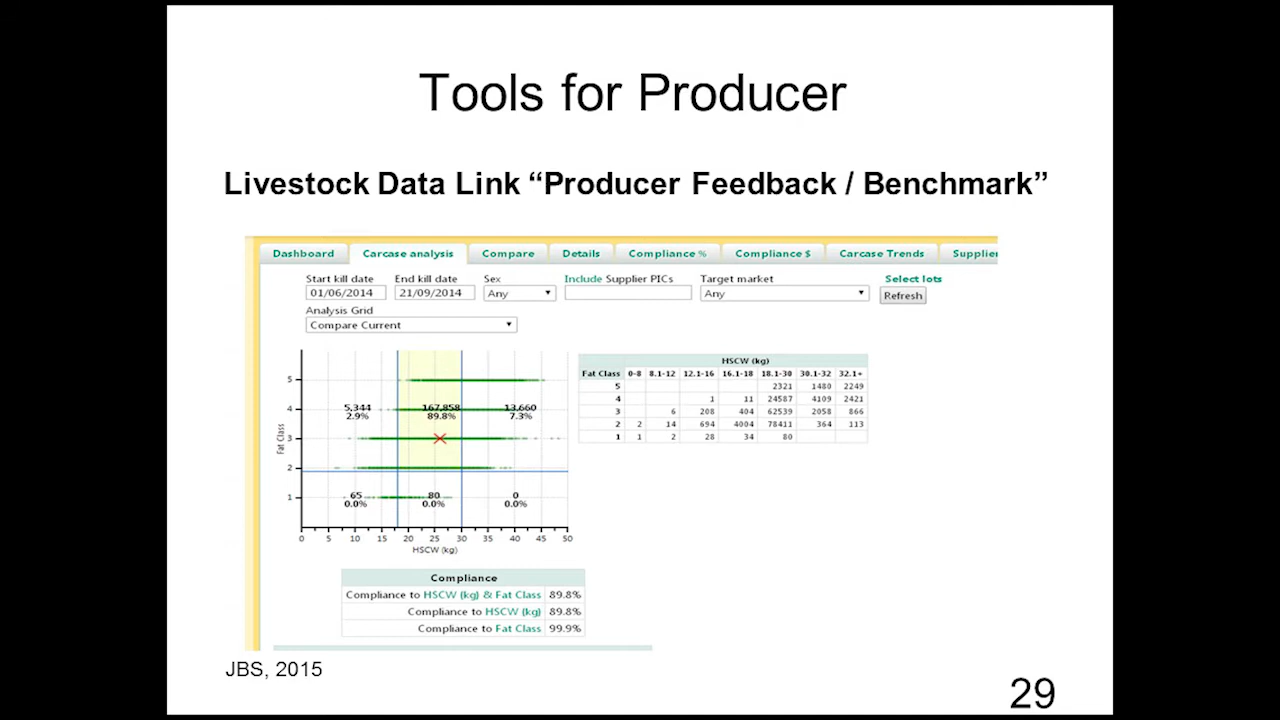 Tools for Producer
Livestock Data Link “Producer Feedback / Benchmark”
Dashboard Carcase analysis Compare Details Compliance % Compliance $ Carcase Trends Supplier
Start kill date End kill date Sex Include Supplier PICs Target market Select lots
01/06/2014 21/09/2014 Any Any Refresh
Analysis Grid
Compare Current
HSCW (kg)
Fat Class 0-8 8.1-12 12.1-16 16.1-18 18.1-30 30.1-32 32.1+
5 2321 1480 2249
4 1 11 24587 4109 2421
3 6 208 404 62539 2058 866
2 2 14 694 4004 78411 364 113
1 1 2 28 34 80
Fat Class
5
4
3
2
1
5,344 167,858 13,660
2.9% 89.8% 7.3%
65 80 0
0.0% 0.0% 0.0%
0 5 10 15 20 25 30 35 40 45 50
HSCW (kg)
Compliance
Compliance to HSCW (kg) & Fat Class 89.8%
Compliance to HSCW (kg) 89.8%
Compliance to Fat Class 99.9%
JBS, 2015
29